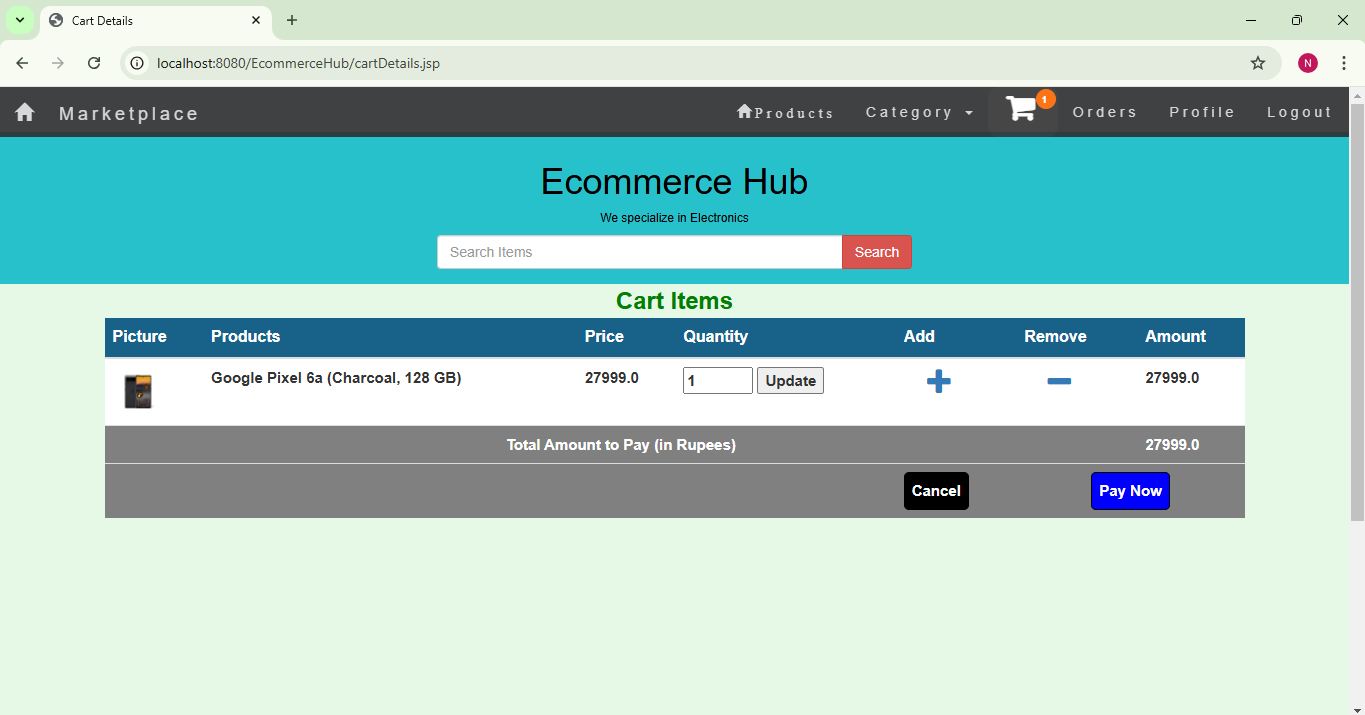 Cart Details
localhost:8080/EcommerceHub/cartDetails.jsp
N
Marketplace
Products Category 1 Orders Profile Logout
Ecommerce Hub
We specialize in Electronics
Search Items Search
Cart Items
Picture Products Price Quantity Add Remove Amount
Google Pixel 6a (Charcoal, 128 GB) 27999.0 1 Update 27999.0
Total Amount to Pay (in Rupees) 27999.0
Cancel Pay Now